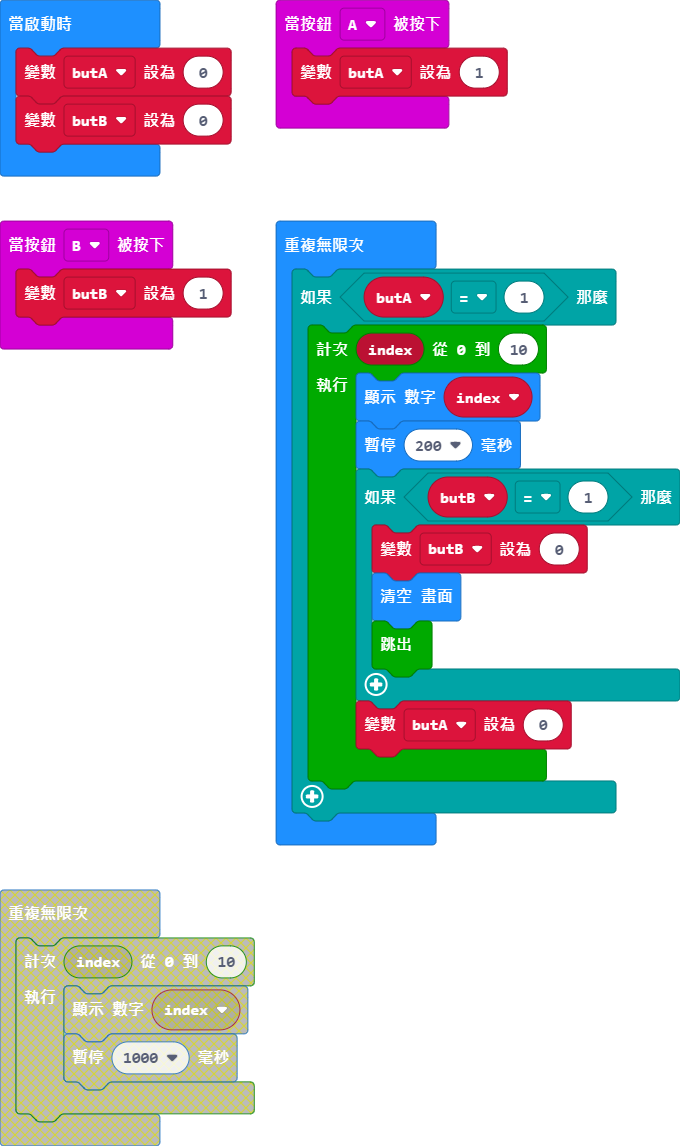 當啟動時
變數 butA 設為 0
變數 butB 設為 0
當按鈕 A 被按下
變數 butA 設為 1
當按鈕 B 被按下
變數 butB 設為 1
重複無限次
如果 butA = 1 那麼
計次 index 從 0 到 10
執行
顯示 數字 index
暫停 200 毫秒
如果 butB = 1 那麼
變數 butB 設為 0
清空 畫面
跳出
變數 butA 設為 0
重複無限次
計次 index 從 0 到 10
執行
顯示 數字 index
暫停 1000 毫秒